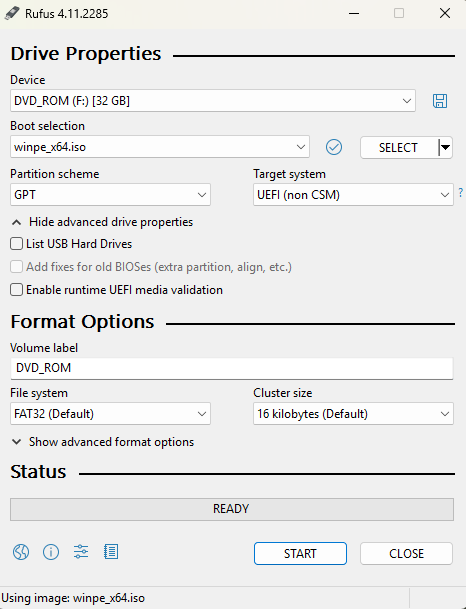 Rufus 4.11.2285
Drive Properties
Device
DVD_ROM (F:) [32 GB]
Boot selection
winpe_x64.iso
SELECT
Partition scheme
Target system
GPT
UEFI (non CSM)
?
Hide advanced drive properties
List USB Hard Drives
Add fixes for old BIOSes (extra partition, align, etc.)
Enable runtime UEFI media validation
Format Options
Volume label
DVD_ROM
File system
Cluster size
FAT32 (Default)
16 kilobytes (Default)
Show advanced format options
Status
READY
START
CLOSE
Using image: winpe_x64.iso